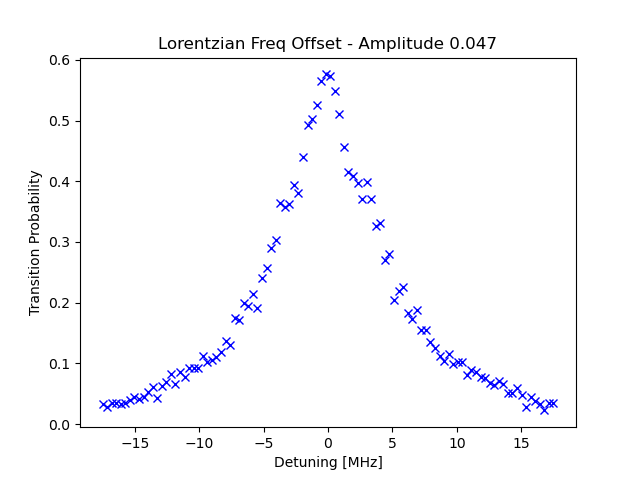 Lorentzian Freq Offset - Amplitude 0.047
0.6
0.5
0.4
0.3
0.2
0.1
0.0
Transition Probability
−15 −10 −5 0 5 10 15
Detuning [MHz]